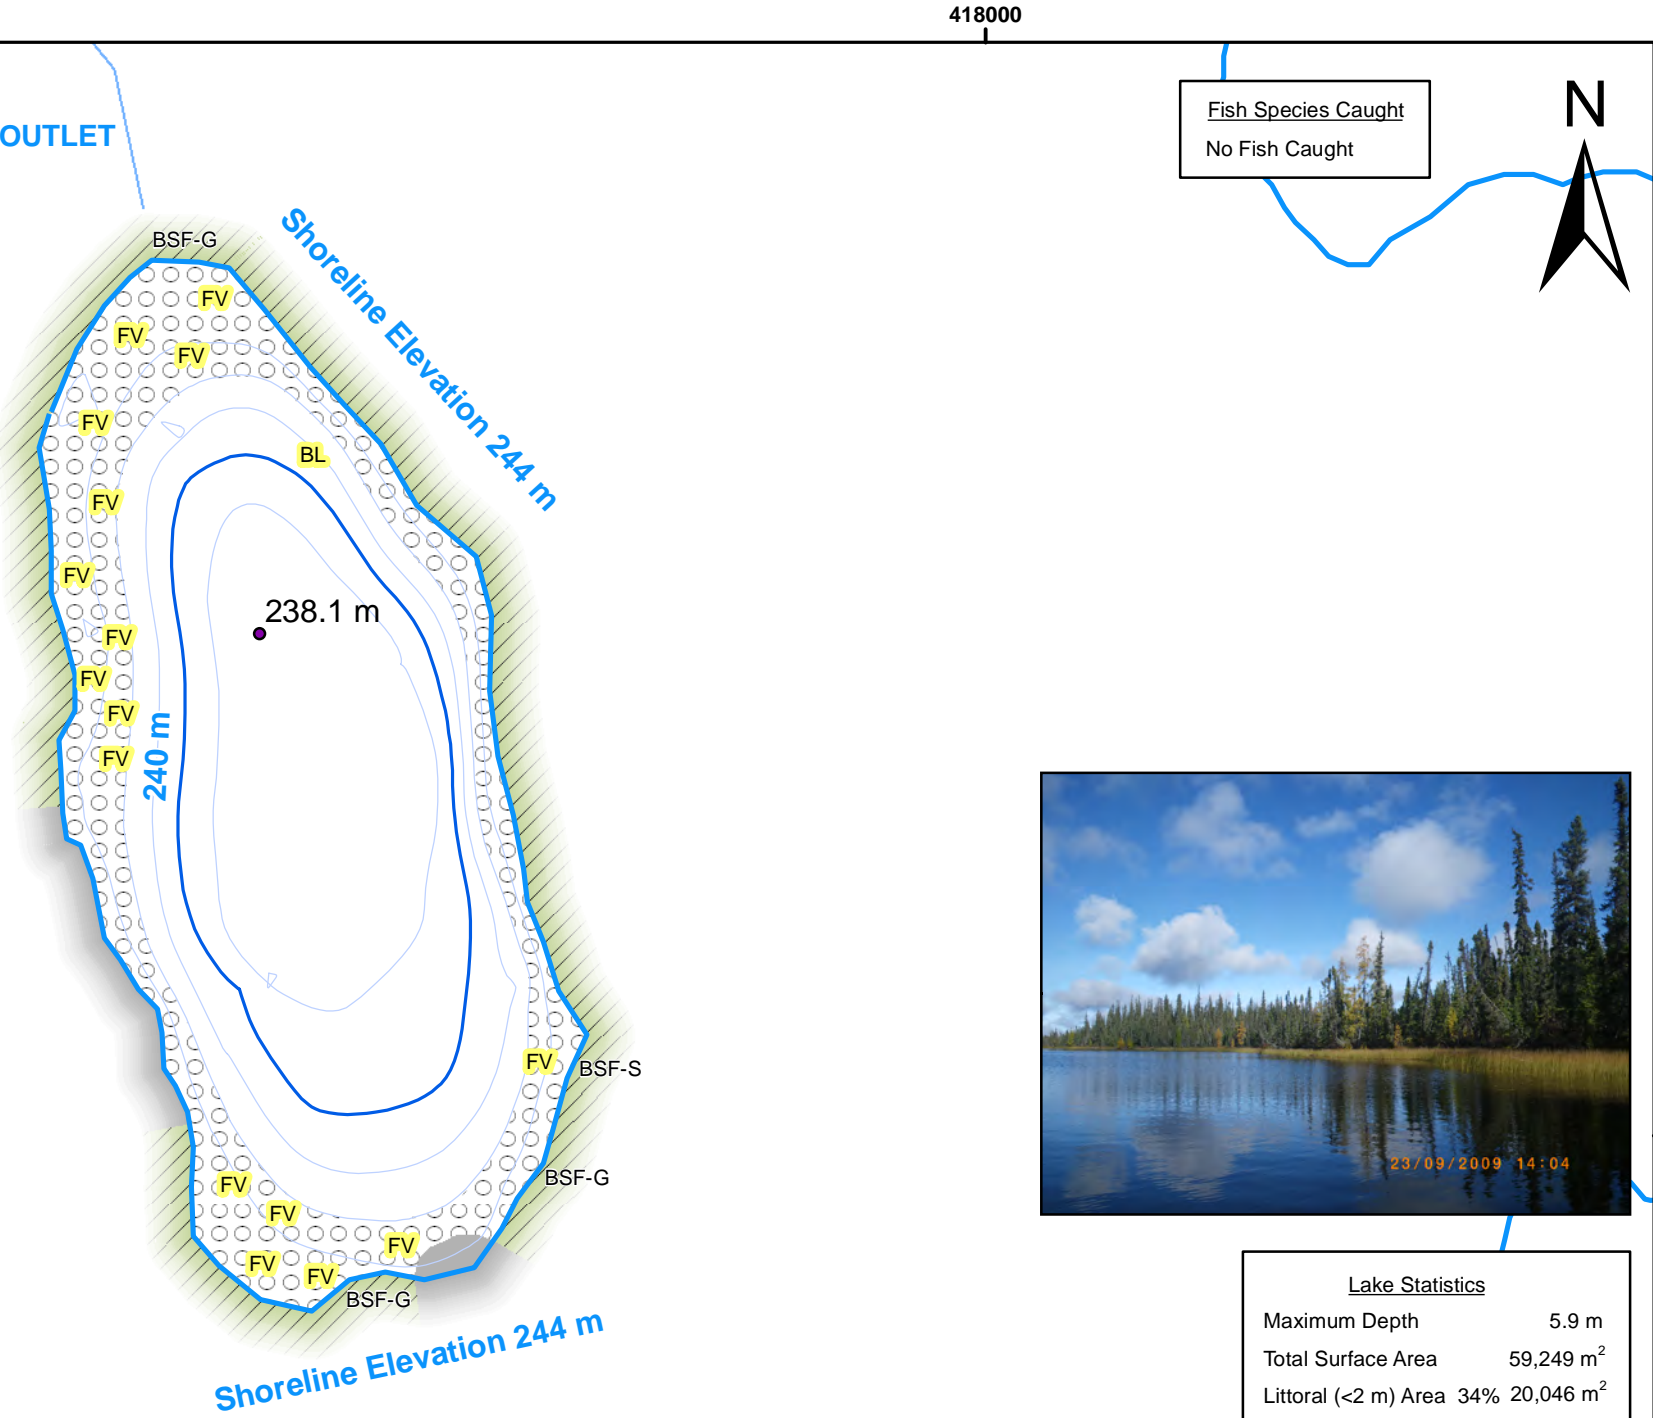 418000
OUTLET
Fish Species Caught
No Fish Caught
N
BSF-G
Shoreline Elevation 244 m
FV
FV
FV
FV
BL
FV
FV
238.1 m
FV
FV
FV
240 m
FV
FV
BSF-S
BSF-G
FV
FV
FV
FV
FV
BSF-G
Shoreline Elevation 244 m
23/09/2009 14:04
Lake Statistics
Maximum Depth 5.9 m
Total Surface Area 59,249 m²
Littoral (<2 m) Area 34% 20,046 m²